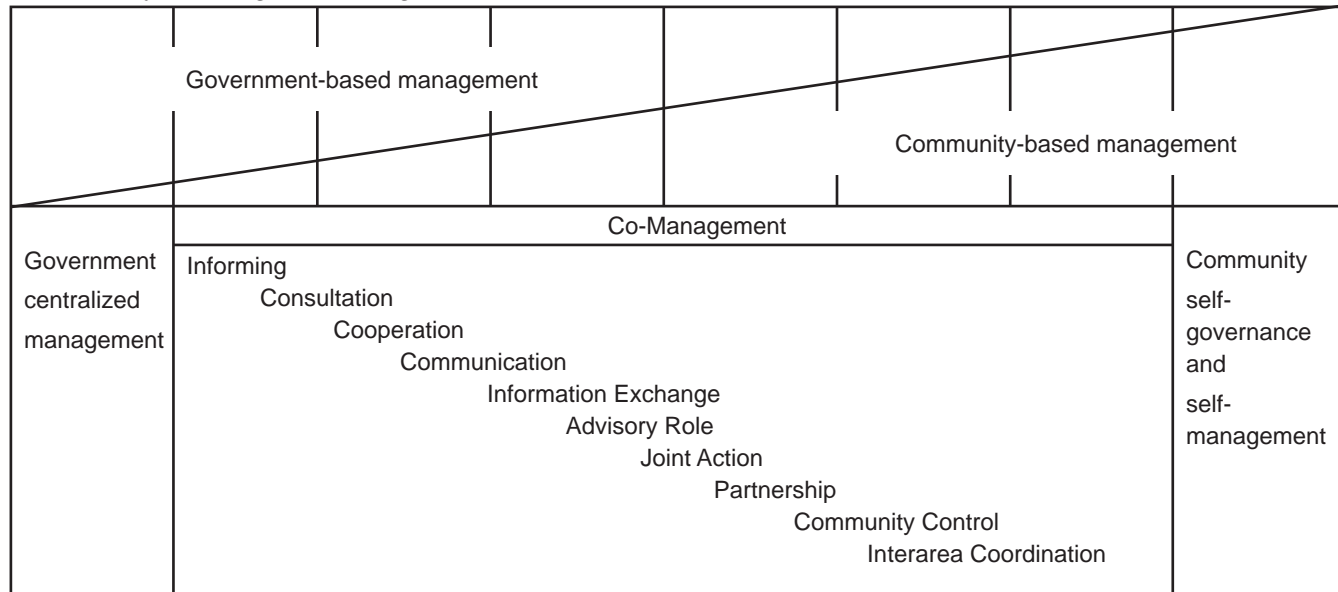 Government-based management
Community-based management
Co-Management
Government
centralized
management
Informing
Consultation
Cooperation
Communication
Information Exchange
Advisory Role
Joint Action
Partnership
Community Control
Interarea Coordination
Community
self-
governance
and
self-
management